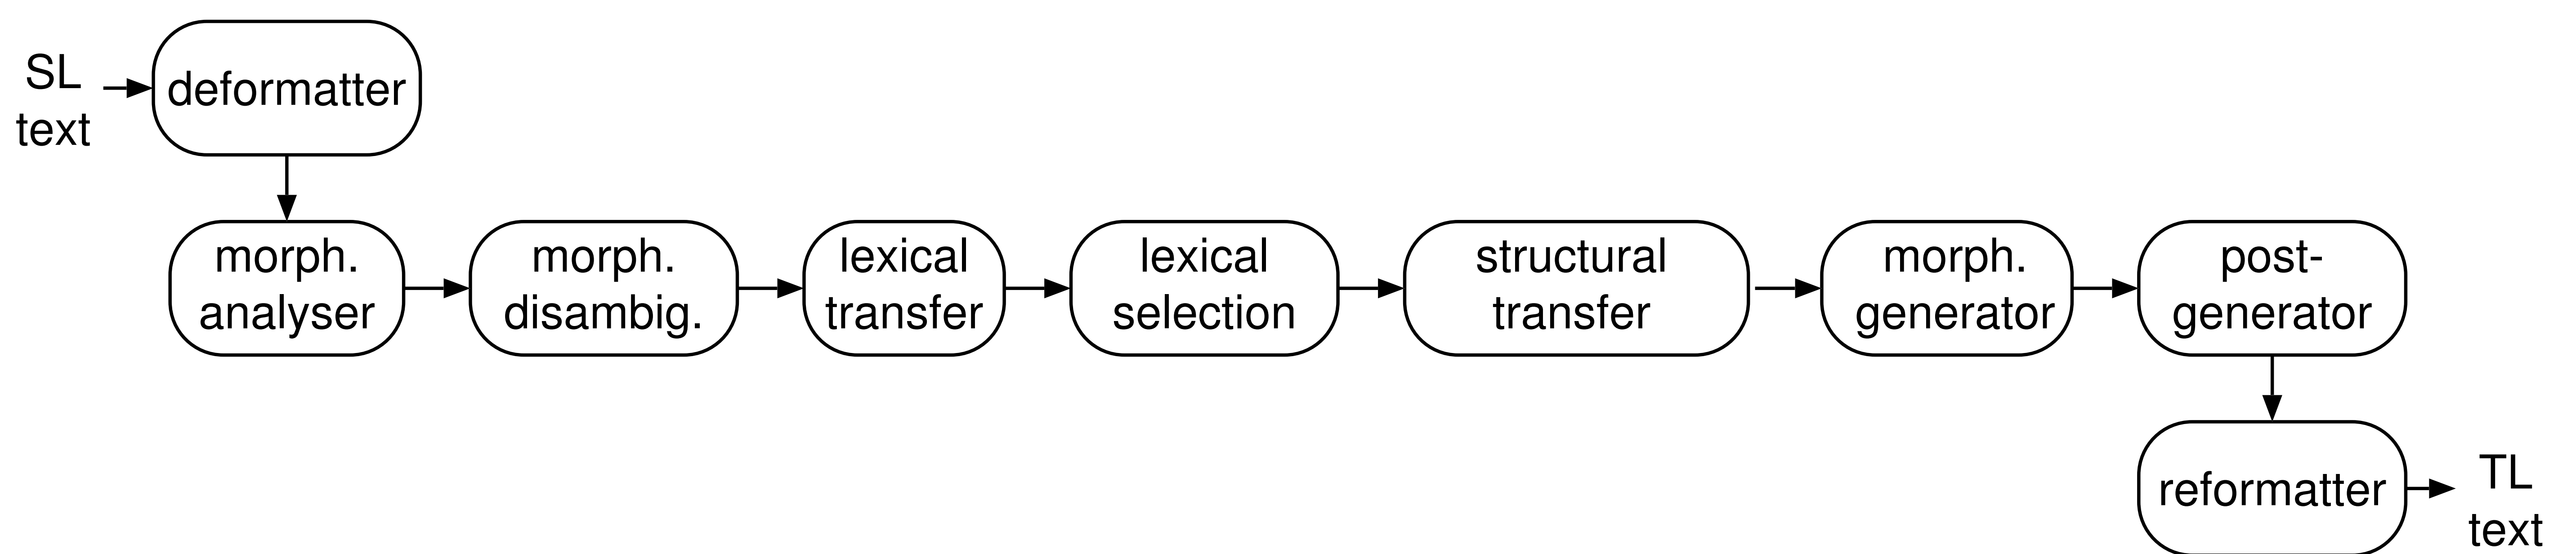 SL
text
deformatter
morph.
analyser
morph.
disambig.
lexical
transfer
lexical
selection
structural
transfer
morph.
generator
post-
generator
reformatter
TL
text